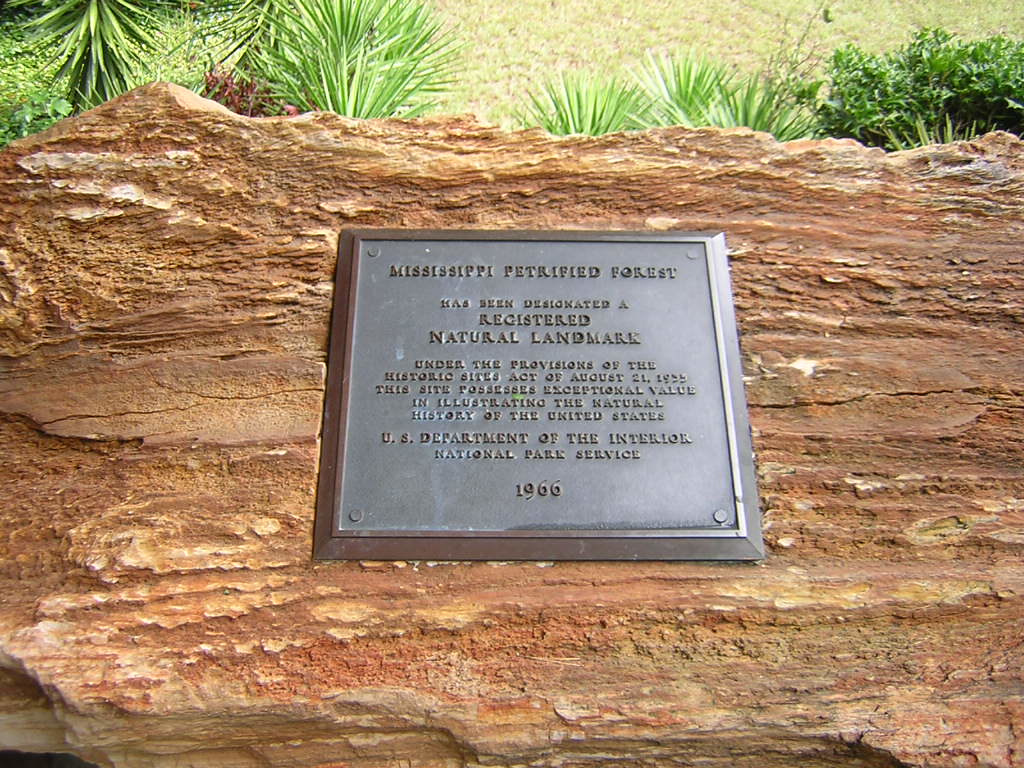 MISSISSIPPI PETRIFIED FOREST
HAS BEEN DESIGNATED A
REGISTERED
NATURAL LANDMARK
UNDER THE PROVISIONS OF THE
HISTORIC SITES ACT OF AUGUST 21, 1935
THIS SITE POSSESSES EXCEPTIONAL VALUE
IN ILLUSTRATING THE NATURAL
HISTORY OF THE UNITED STATES
U. S. DEPARTMENT OF THE INTERIOR
NATIONAL PARK SERVICE
1966